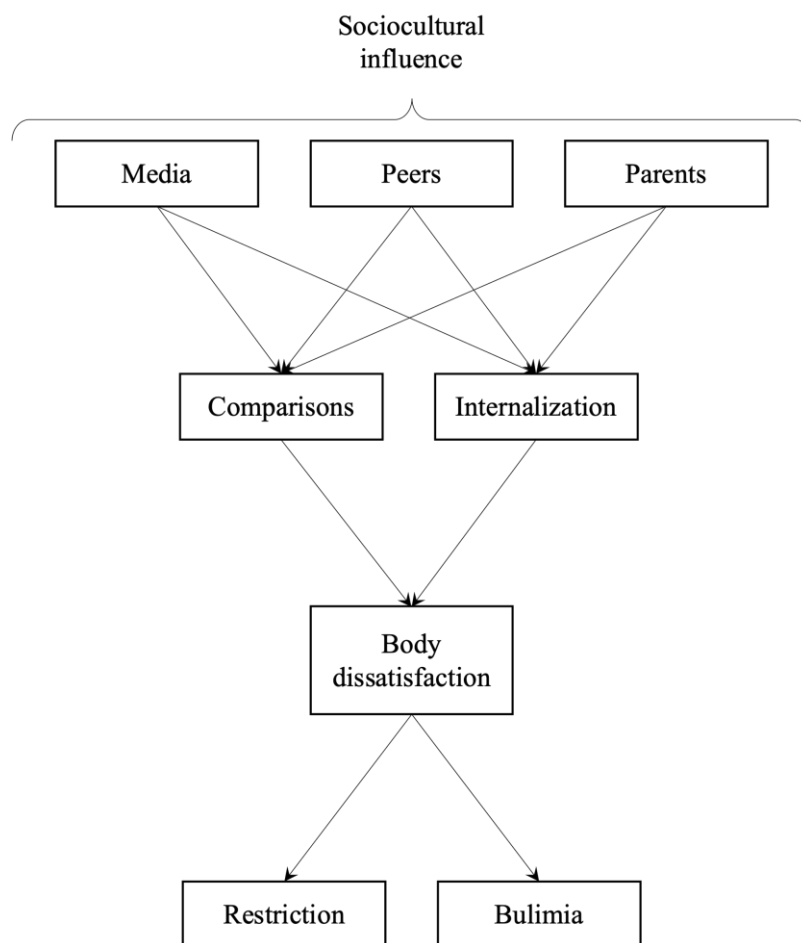 Sociocultural
influence
Media
Peers
Parents
Comparisons
Internalization
Body
dissatisfaction
Restriction
Bulimia